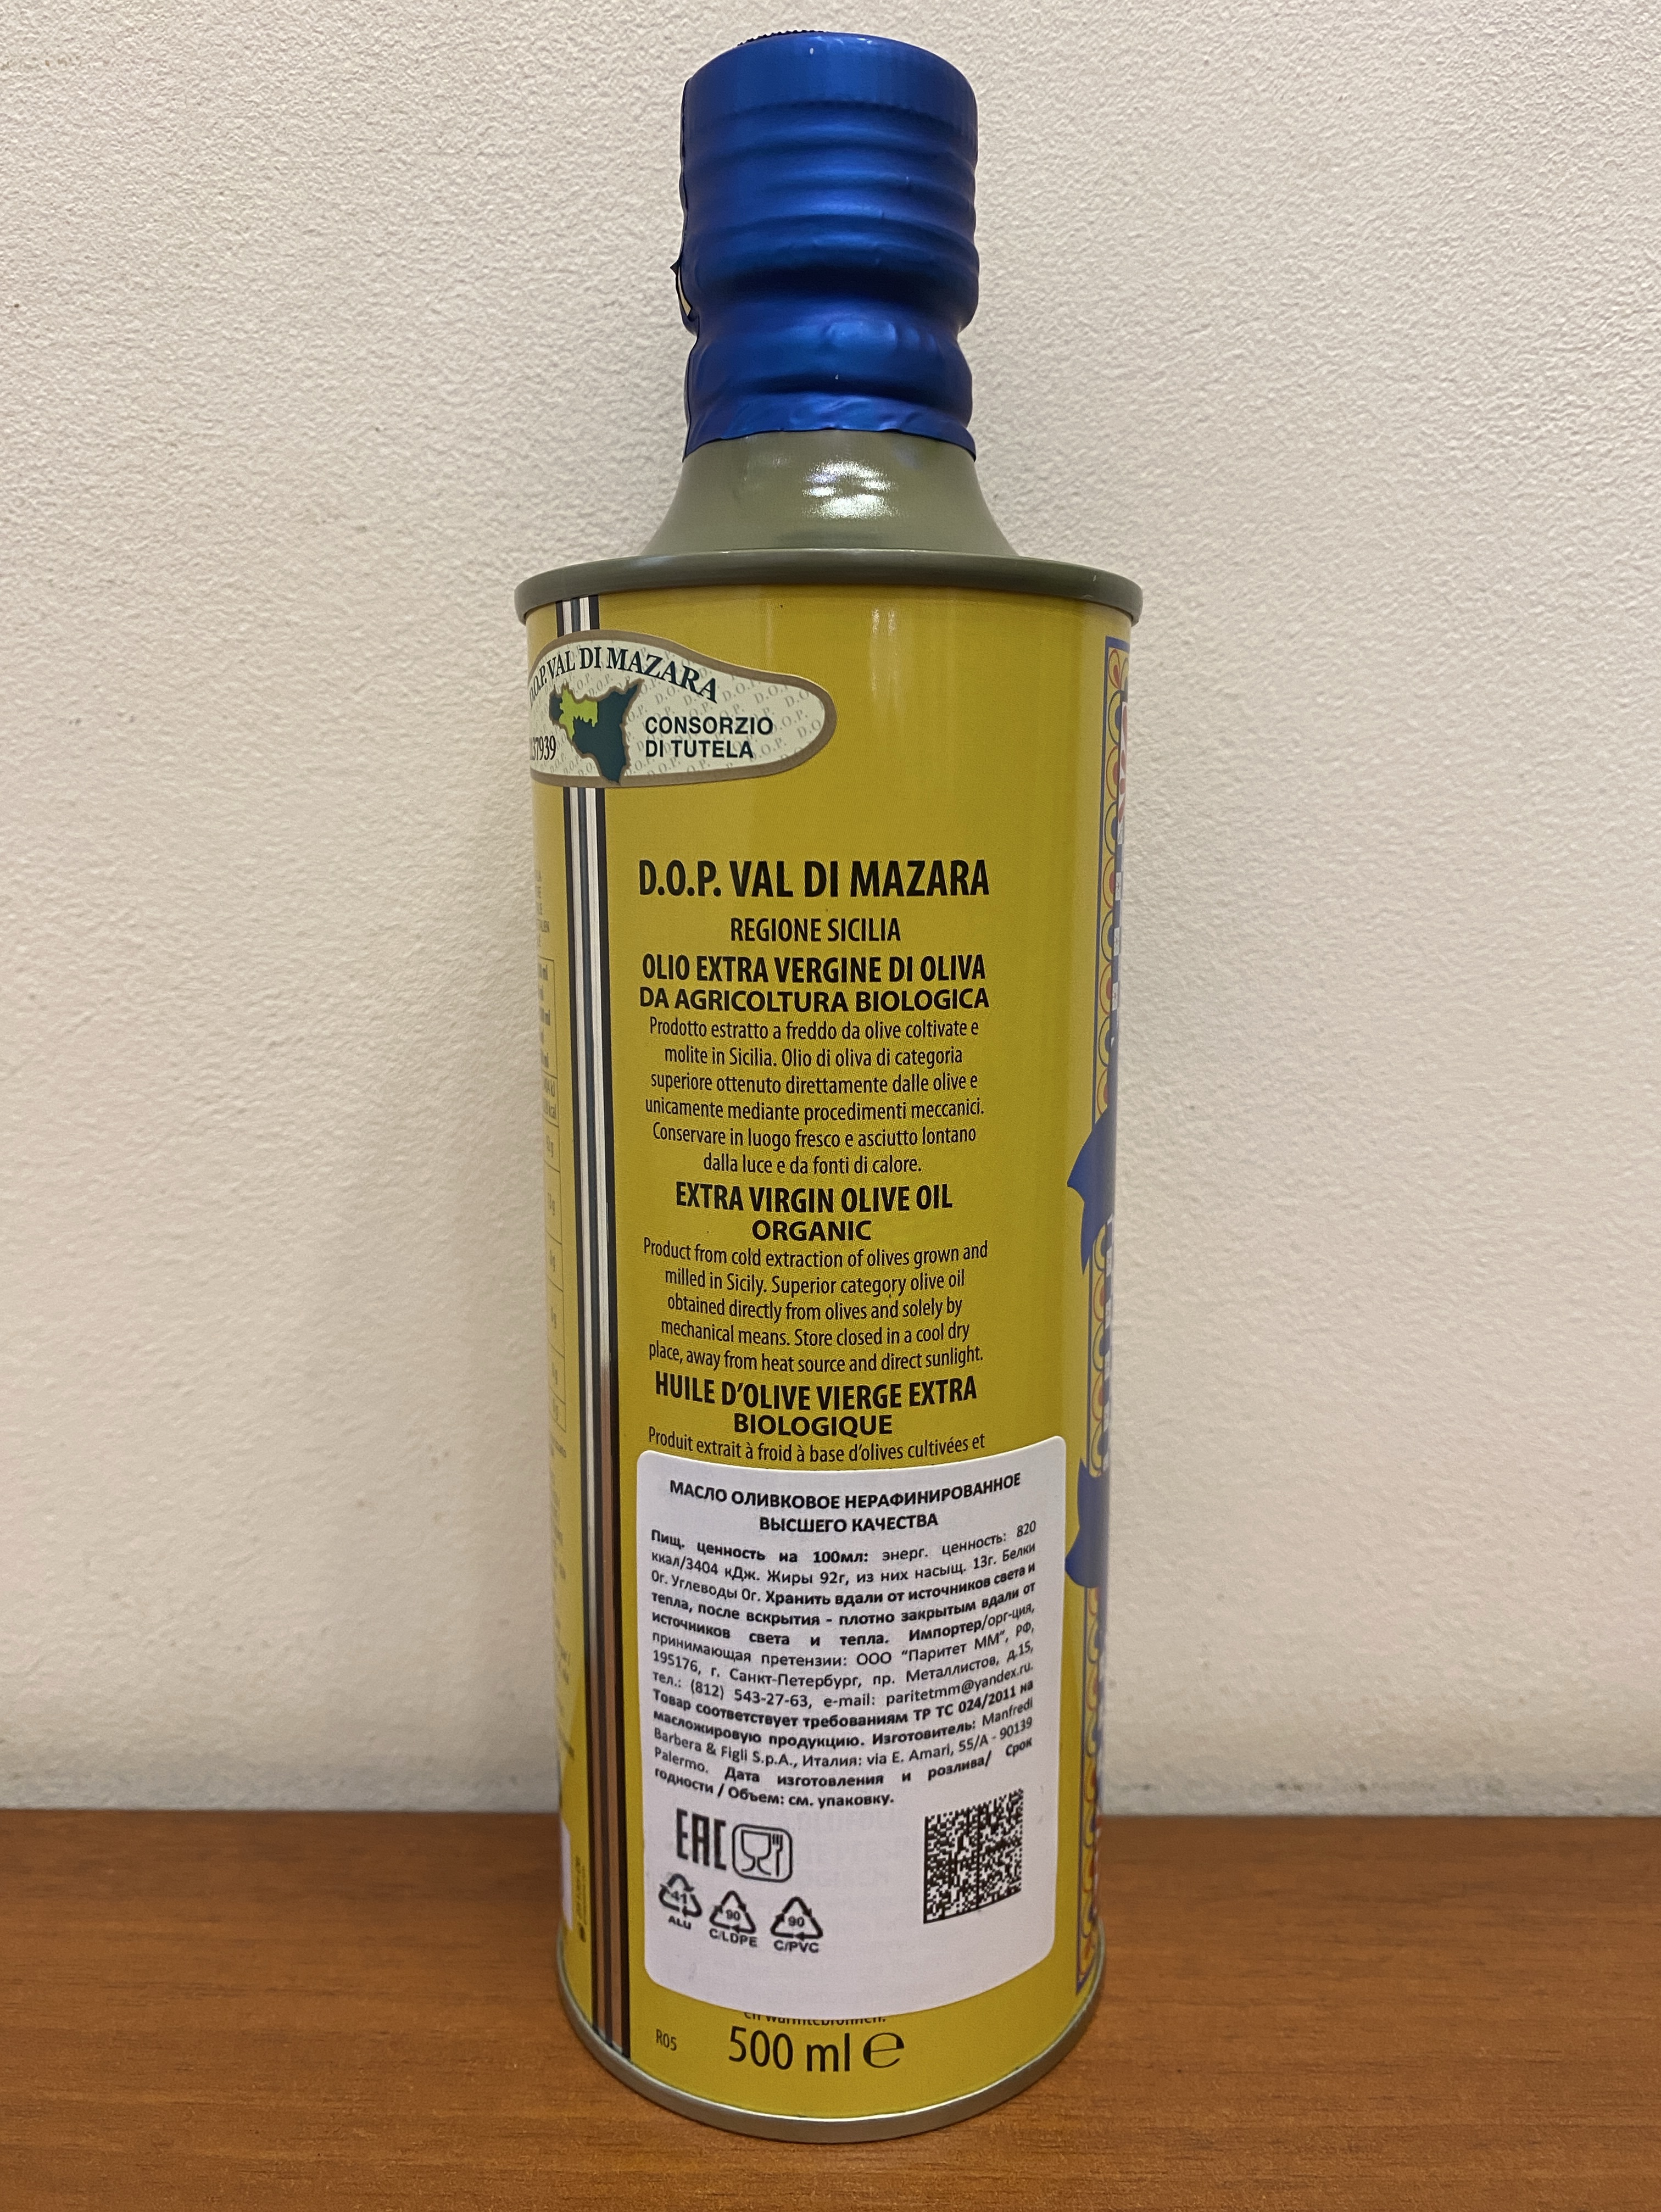 D.O.P. VAL DI MAZARA
CONSORZIO
DI TUTELA
37939
D.O.P. VAL DI MAZARA
REGIONE SICILIA
OLIO EXTRA VERGINE DI OLIVA
DA AGRICOLTURA BIOLOGICA
Prodotto estratto a freddo da olive coltivate e
molite in Sicilia. Olio di oliva di categoria
superiore ottenuto direttamente dalle olive e
unicamente mediante procedimenti meccanici.
Conservare in luogo fresco e asciutto lontano
dalla luce e da fonti di calore.
EXTRA VIRGIN OLIVE OIL
ORGANIC
Product from cold extraction of olives grown and
milled in Sicily. Superior category olive oil
obtained directly from olives and solely by
mechanical means. Store closed in a cool dry
place, away from heat source and direct sunlight.
HUILE D'OLIVE VIERGE EXTRA
BIOLOGIQUE
Produit extrait à froid à base d'olives cultivées et
МАСЛО ОЛИВКОВОЕ НЕРАФИНИРОВАННОЕ
ВЫСШЕГО КАЧЕСТВА
Пищ. ценность на 100мл: энерг. ценность: 820
ккал/3404 кДж. Жиры 92г, из них насыщ. 13г. Белки
0г. Углеводы 0г. Хранить вдали от источников света и
тепла, после вскрытия - плотно закрытым вдали от
источников света и тепла. Импортер/орг-ция,
принимающая претензии: ООО "Паритет ММ", РФ,
195176, г. Санкт-Петербург, пр. Металлистов, д.15,
тел.: (812) 543-27-63, e-mail: paritetmm@yandex.ru.
Товар соответствует требованиям ТР ТС 024/2011 на
масложировую продукцию. Изготовитель: Manfredi
Barbera & Figli S.p.A., Италия: via E. Amari, 55/A - 90139
Palermo. Дата изготовления и розлива/ Срок
годности / Объем: см. упаковку.
EAC
41
ALU
90
C/LDPE
90
C/PVC
en warmtebronnen.
R05
500 ml e